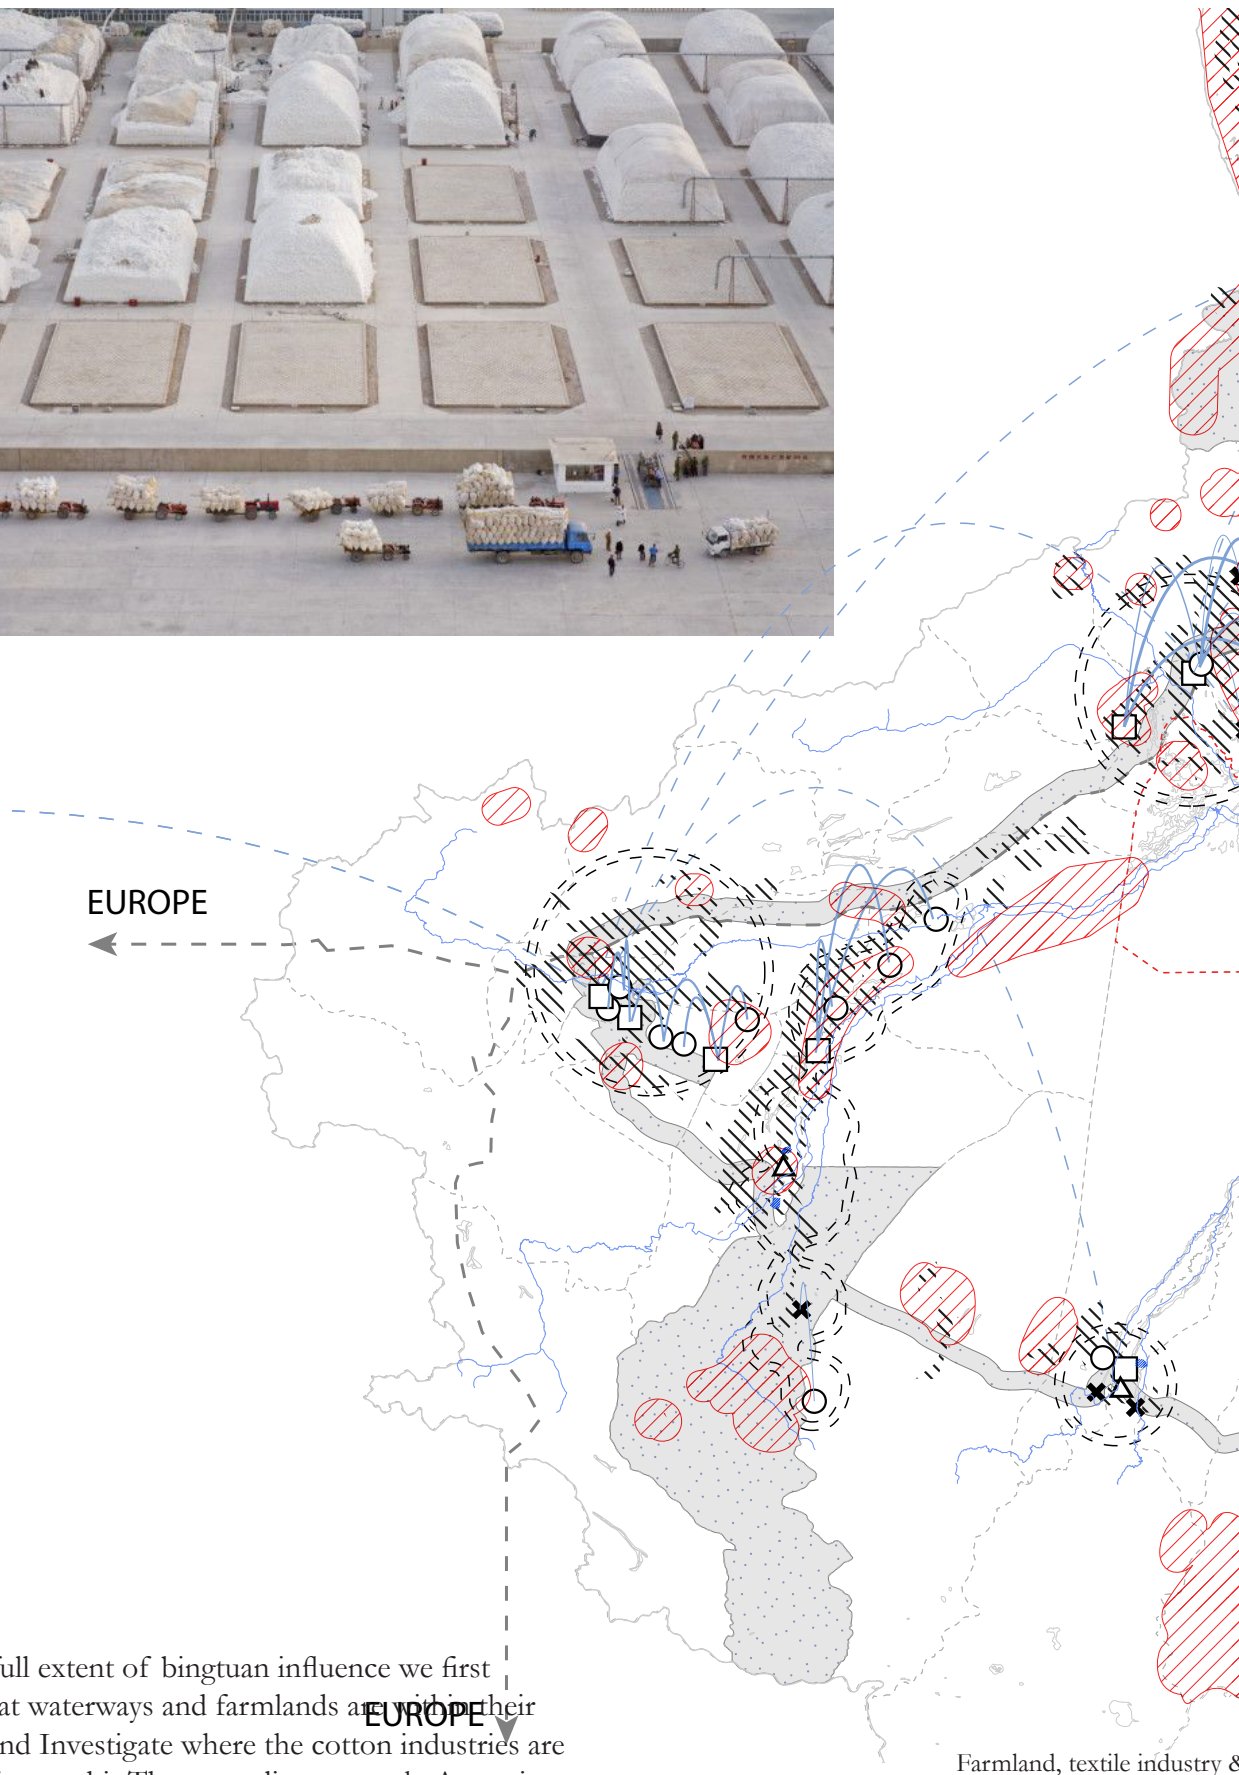 EUROPE
full extent of bingtuan influence we first
at waterways and farmlands are within their
EUROPE
nd Investigate where the cotton industries are
Farmland, textile industry &